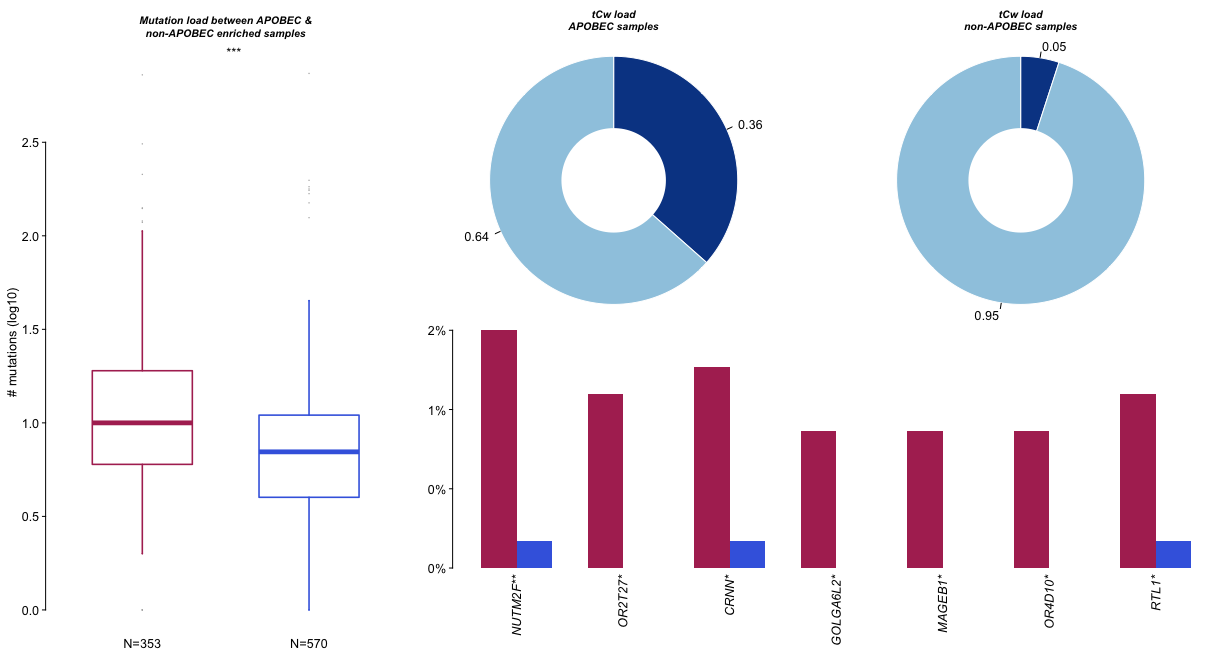 Mutation load between APOBEC &
non-APOBEC enriched samples
***
# mutations (log10)
2.5
2.0
1.5
1.0
0.5
0.0
N=353
N=570
tCw load
APOBEC samples
0.36
0.64
tCw load
non-APOBEC samples
0.05
0.95
2%
1%
0%
0%
NUTM2F**
OR2T27*
CRNN*
GOLGA6L2*
MAGEB1*
OR4D10*
RTL1*